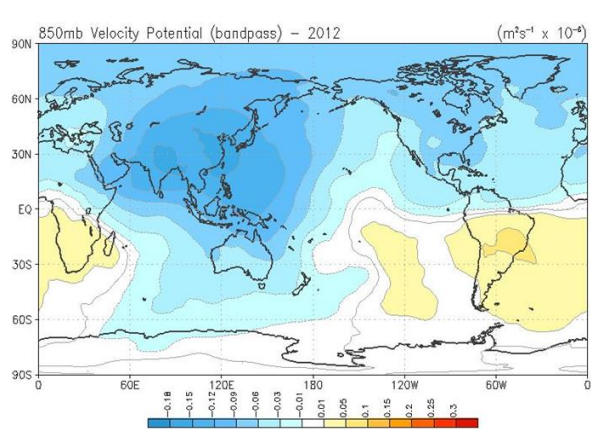 850mb Velocity Potential (bandpass) – 2012 (m²s⁻¹ x 10⁻⁶)
90N
60N
30N
EQ
30S
60S
90S
0 60E 120E 180 120W 60W 0
-0.18 -0.15 -0.12 -0.09 -0.06 -0.03 -0.01 0.01 0.05 0.1 0.15 0.2 0.25 0.3